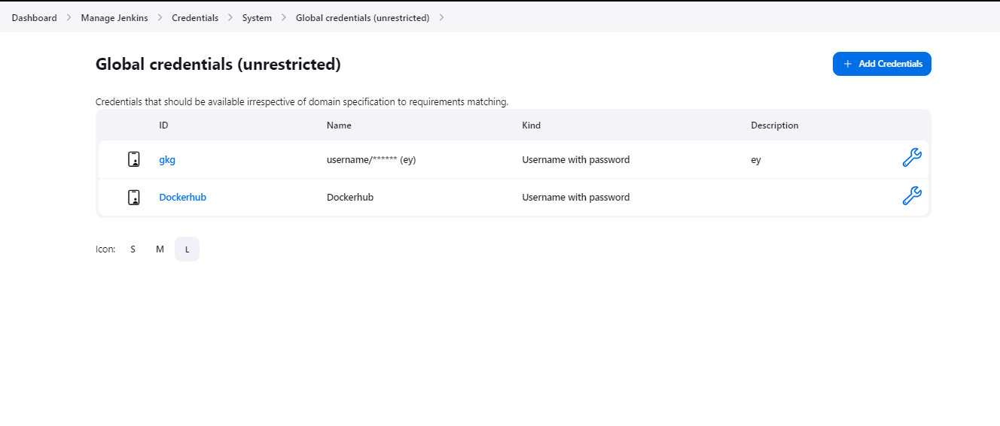 Dashboard > Manage Jenkins > Credentials > System > Global credentials (unrestricted) >
Global credentials (unrestricted)
+ Add Credentials
Credentials that should be available irrespective of domain specification to requirements matching.
ID Name Kind Description
gkg username/****** (ey) Username with password ey
Dockerhub Dockerhub Username with password
Icon: S M L